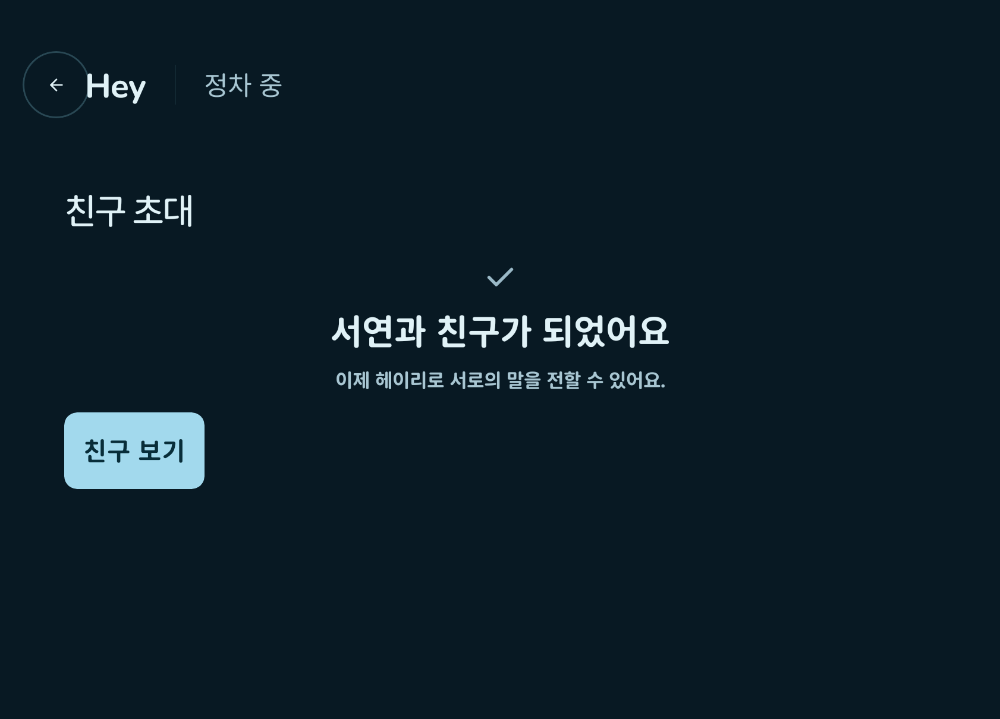 Hey
정차 중
친구 초대
서연과 친구가 되었어요
이제 헤이리로 서로의 말을 전할 수 있어요.
친구 보기